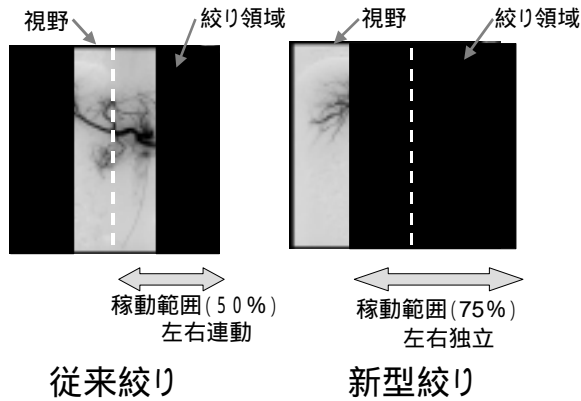 視野
絞り領域
視野
絞り領域
稼動範囲(50%)
左右連動
稼動範囲(75%)
左右独立
従来絞り
新型絞り